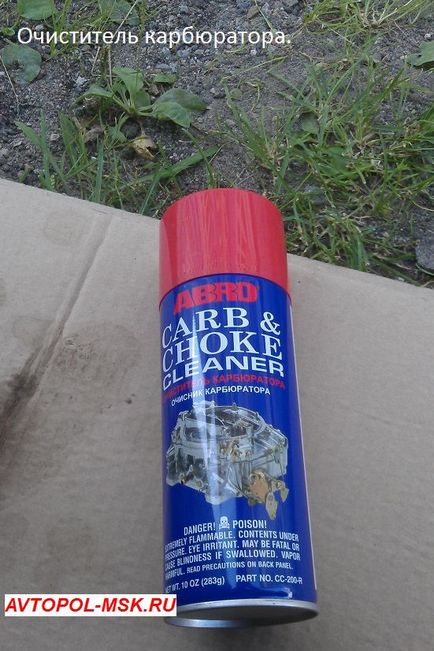 Очиститель карбюратора.
ABRO
CARB &
CHOKE
CLEANER
ОЧИСТИТЕЛЬ КАРБЮРАТОРА
ОЧИСНИК КАРБЮРАТОРА
DANGER! POISON!
EXTREMELY FLAMMABLE. CONTENTS UNDER
PRESSURE. EYE IRRITANT. MAY BE FATAL OR
CAUSE BLINDNESS IF SWALLOWED. VAPOR
HARMFUL. READ PRECAUTIONS ON BACK PANEL.
NET WT. 10 OZ (283g) PART NO. CC-200-R
AVTOPOL-MSK.RU